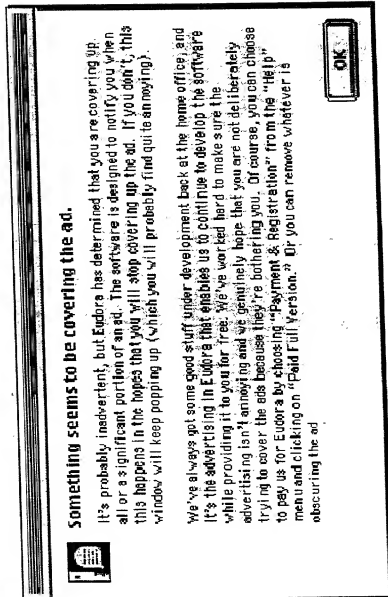 Something seems to be covering the ad.
It's probably inadvertent, but Eudora has determined that you are covering up
all or a significant portion of an ad. The software is designed to notify you when
this happens in the hopes that you will stop covering up the ad. If you don't, this
window will keep popping up (which you will probably find quite annoying).
We've always got some good stuff under development back at the home office, and
it's the advertising in Eudora that enables us to continue to develop the software
while providing it to you for free. We've worked hard to make sure the
advertising isn't annoying and we genuinely hope that you are not deliberately
trying to cover the ads because they're bothering you. Of course, you can choose
to pay us for Eudora by choosing "Payment & Registration" from the "Help"
menu and clicking on "Paid Full Version." Or you can remove whatever is
obscuring the ad
OK